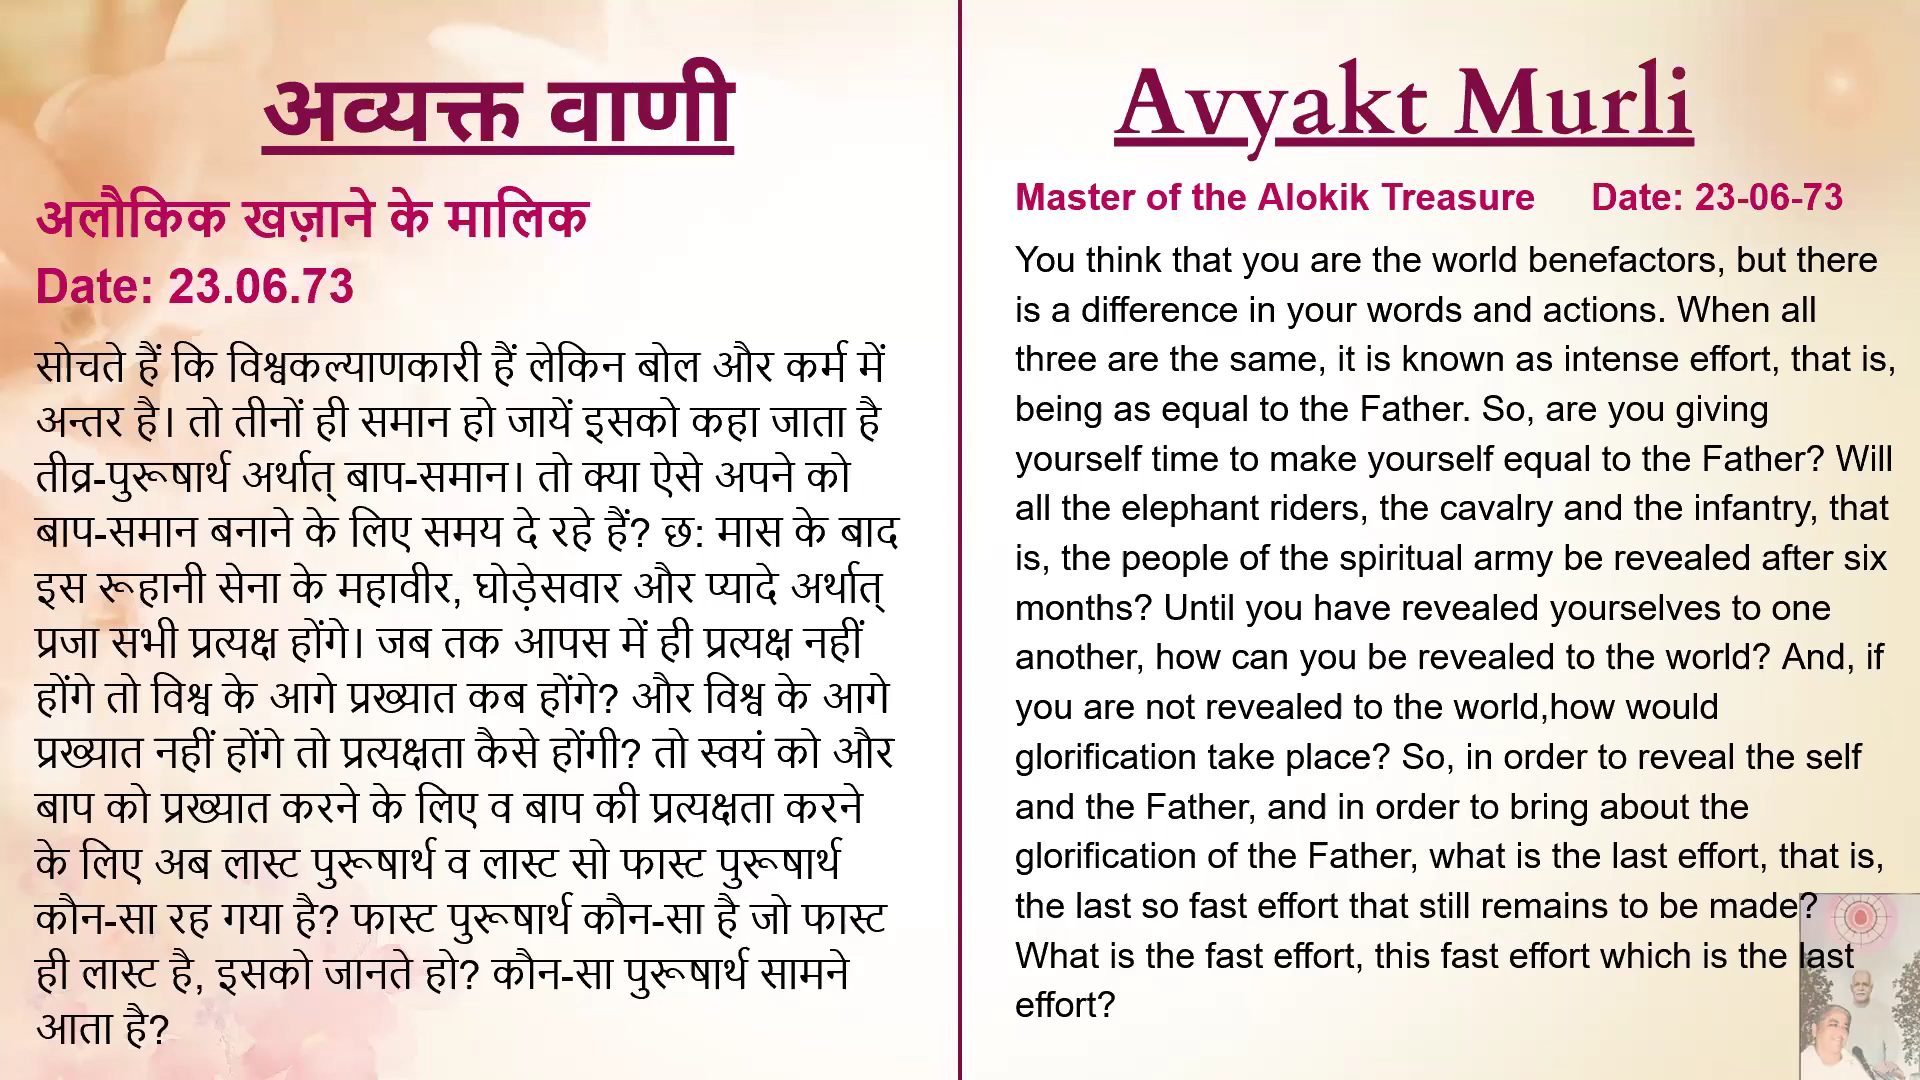 अव्यक्त वाणी
अलौकिक खज़ाने के मालिक
Date: 23.06.73
सोचते हैं कि विश्वकल्याणकारी हैं लेकिन बोल और कर्म में
अन्तर है। तो तीनों ही समान हो जायें इसको कहा जाता है
तीव्र-पुरूषार्थ अर्थात् बाप-समान। तो क्या ऐसे अपने को
बाप-समान बनाने के लिए समय दे रहे हैं? छ: मास के बाद
इस रूहानी सेना के महावीर, घोड़ेसवार और प्यादे अर्थात्
प्रजा सभी प्रत्यक्ष होंगे। जब तक आपस में ही प्रत्यक्ष नहीं
होंगे तो विश्व के आगे प्रख्यात कब होंगे? और विश्व के आगे
प्रख्यात नहीं होंगे तो प्रत्यक्षता कैसे होंगी? तो स्वयं को और
बाप को प्रख्यात करने के लिए व बाप की प्रत्यक्षता करने
के लिए अब लास्ट पुरूषार्थ व लास्ट सो फास्ट पुरूषार्थ
कौन-सा रह गया है? फास्ट पुरूषार्थ कौन-सा है जो फास्ट
ही लास्ट है, इसको जानते हो? कौन-सा पुरूषार्थ सामने
आता है?
Avyakt Murli
Master of the Alokik Treasure Date: 23-06-73
You think that you are the world benefactors, but there
is a difference in your words and actions. When all
three are the same, it is known as intense effort, that is,
being as equal to the Father. So, are you giving
yourself time to make yourself equal to the Father? Will
all the elephant riders, the cavalry and the infantry, that
is, the people of the spiritual army be revealed after six
months? Until you have revealed yourselves to one
another, how can you be revealed to the world? And, if
you are not revealed to the world,how would
glorification take place? So, in order to reveal the self
and the Father, and in order to bring about the
glorification of the Father, what is the last effort, that is,
the last so fast effort that still remains to be made?
What is the fast effort, this fast effort which is the last
effort?